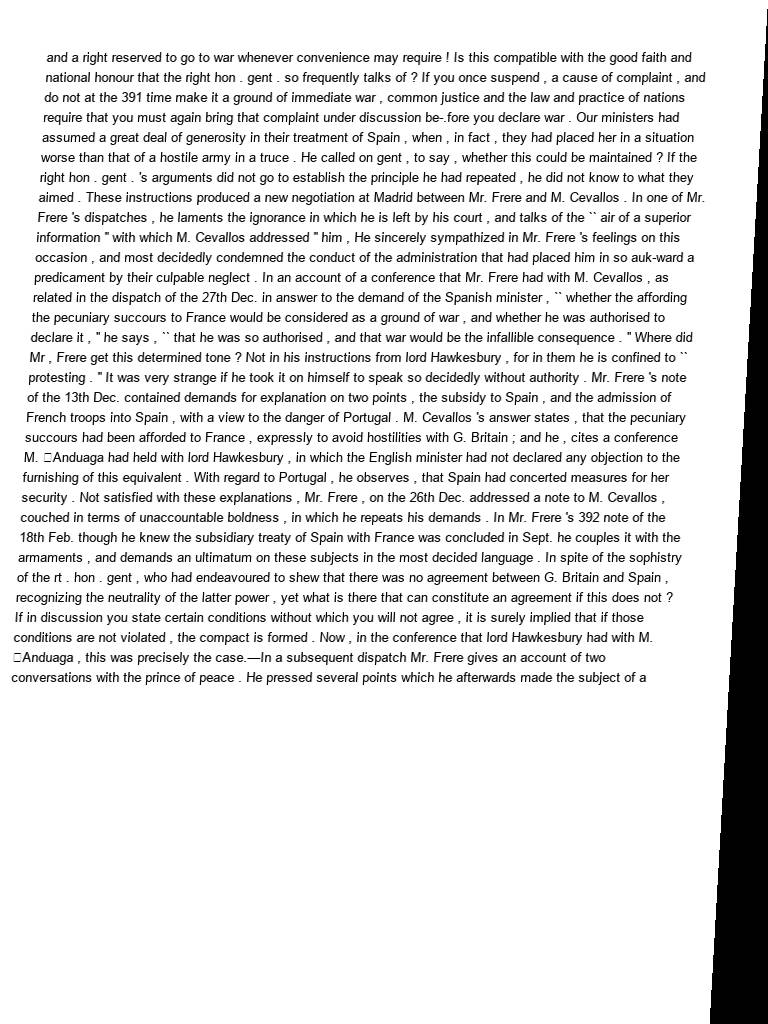 and a right reserved to go to war whenever convenience may require ! Is this compatible with the good faith and
national honour that the right hon . gent . so frequently talks of ? If you once suspend , a cause of complaint , and
do not at the 391 time make it a ground of immediate war , common justice and the law and practice of nations
require that you must again bring that complaint under discussion be-.fore you declare war . Our ministers had
assumed a great deal of generosity in their treatment of Spain , when , in fact , they had placed her in a situation
worse than that of a hostile army in a truce . He called on gent , to say , whether this could be maintained ? If the
right hon . gent . 's arguments did not go to establish the principle he had repeated , he did not know to what they
aimed . These instructions produced a new negotiation at Madrid between Mr. Frere and M. Cevallos . In one of Mr.
Frere 's dispatches , he laments the ignorance in which he is left by his court , and talks of the `` air of a superior
information '' with which M. Cevallos addressed '' him , He sincerely sympathized in Mr. Frere 's feelings on this
occasion , and most decidedly condemned the conduct of the administration that had placed him in so auk-ward a
predicament by their culpable neglect . In an account of a conference that Mr. Frere had with M. Cevallos , as
related in the dispatch of the 27th Dec. in answer to the demand of the Spanish minister , `` whether the affording
the pecuniary succours to France would be considered as a ground of war , and whether he was authorised to
declare it , '' he says , `` that he was so authorised , and that war would be the infallible consequence . '' Where did
Mr , Frere get this determined tone ? Not in his instructions from lord Hawkesbury , for in them he is confined to ``
protesting . '' It was very strange if he took it on himself to speak so decidedly without authority . Mr. Frere 's note
of the 13th Dec. contained demands for explanation on two points , the subsidy to Spain , and the admission of
French troops into Spain , with a view to the danger of Portugal . M. Cevallos 's answer states , that the pecuniary
succours had been afforded to France , expressly to avoid hostilities with G. Britain ; and he , cites a conference
M. Anduaga had held with lord Hawkesbury , in which the English minister had not declared any objection to the
furnishing of this equivalent . With regard to Portugal , he observes , that Spain had concerted measures for her
security . Not satisfied with these explanations , Mr. Frere , on the 26th Dec. addressed a note to M. Cevallos ,
couched in terms of unaccountable boldness , in which he repeats his demands . In Mr. Frere 's 392 note of the
18th Feb. though he knew the subsidiary treaty of Spain with France was concluded in Sept. he couples it with the
armaments , and demands an ultimatum on these subjects in the most decided language . In spite of the sophistry
of the rt . hon . gent , who had endeavoured to shew that there was no agreement between G. Britain and Spain ,
recognizing the neutrality of the latter power , yet what is there that can constitute an agreement if this does not ?
If in discussion you state certain conditions without which you will not agree , it is surely implied that if those
conditions are not violated , the compact is formed . Now , in the conference that lord Hawkesbury had with M.
Anduaga , this was precisely the case.—In a subsequent dispatch Mr. Frere gives an account of two
conversations with the prince of peace . He pressed several points which he afterwards made the subject of a